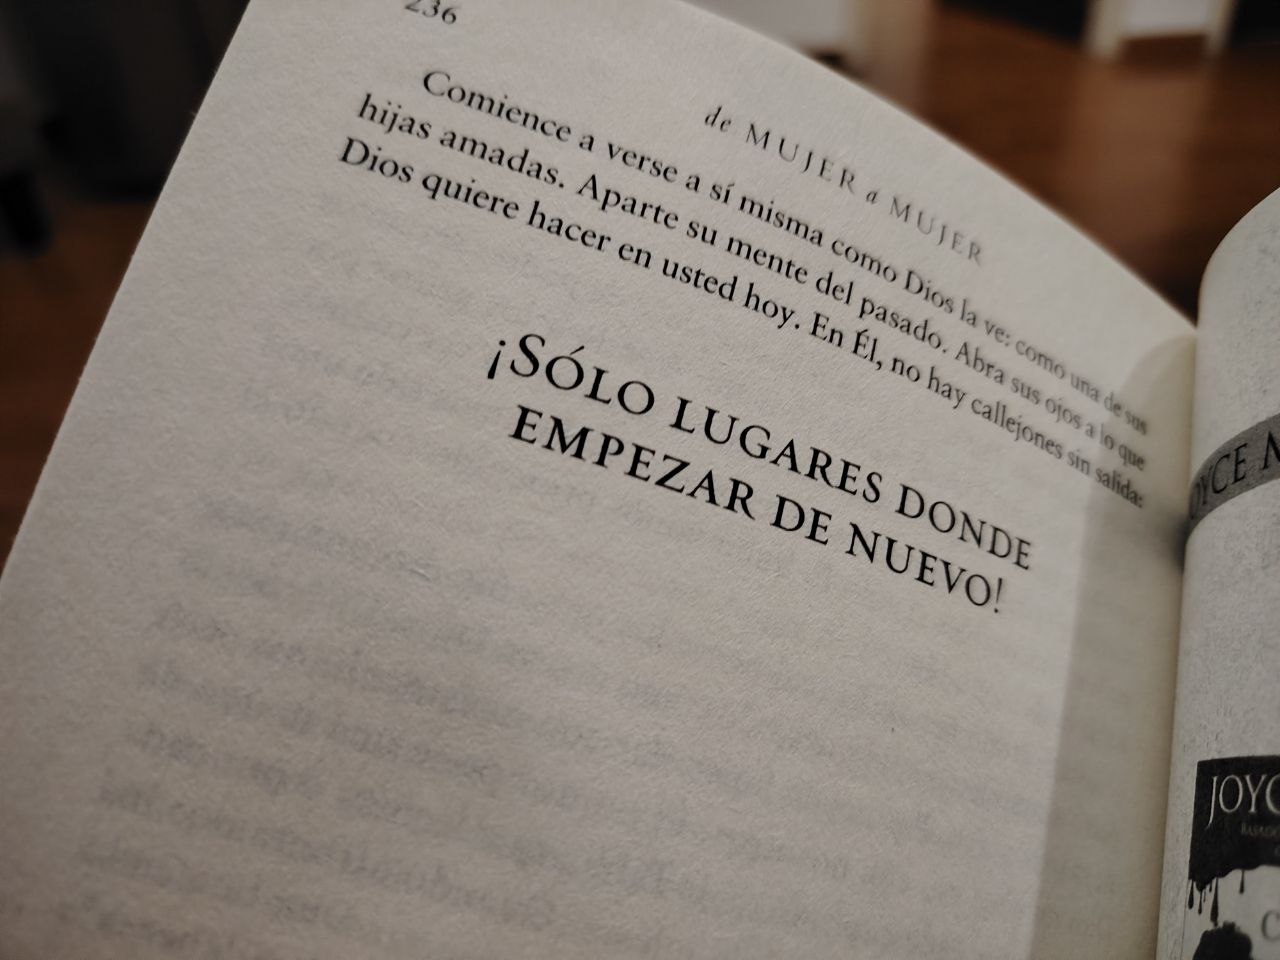 236
de MUJER a MUJER
Comience a verse a sí misma como Dios la ve: como una de sus
hijas amadas. Aparte su mente del pasado. Abra sus ojos a lo que
Dios quiere hacer en usted hoy. En Él, no hay callejones sin salida:
¡SÓLO LUGARES DONDE
EMPEZAR DE NUEVO!
JOYCE M
JOYC